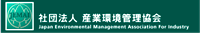 社団法人 産業環境管理協会
Japan Environmental Management Association For Industry